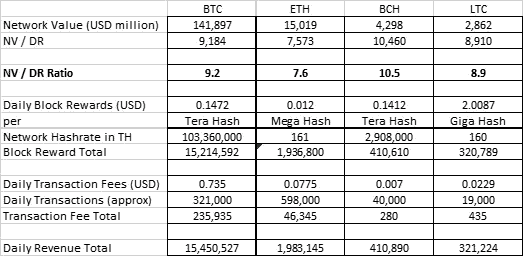 BTC ETH BCH LTC
Network Value (USD million) 141,897 15,019 4,298 2,862
NV / DR 9,184 7,573 10,460 8,910
NV / DR Ratio 9.2 7.6 10.5 8.9
Daily Block Rewards (USD) 0.1472 0.012 0.1412 2.0087
per Tera Hash Mega Hash Tera Hash Giga Hash
Network Hashrate in TH 103,360,000 161 2,908,000 160
Block Reward Total 15,214,592 1,936,800 410,610 320,789
Daily Transaction Fees (USD) 0.735 0.0775 0.007 0.0229
Daily Transactions (approx) 321,000 598,000 40,000 19,000
Transaction Fee Total 235,935 46,345 280 435
Daily Revenue Total 15,450,527 1,983,145 410,890 321,224